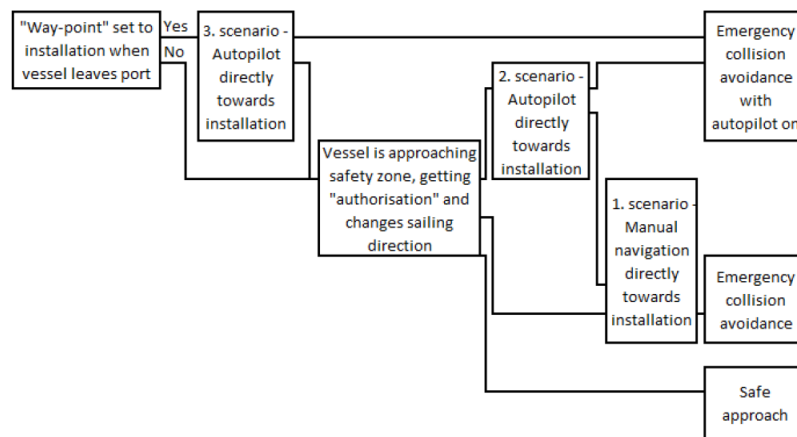 "Way-point" set to
installation when
vessel leaves port
Yes
No
3. scenario -
Autopilot
directly
towards
installation
Vessel is approaching
safety zone, getting
"authorisation" and
changes sailing
direction
2. scenario -
Autopilot
directly
towards
installation
1. scenario -
Manual
navigation
directly
towards
installation
Emergency
collision
avoidance
with
autopilot on
Emergency
collision
avoidance
Safe
approach